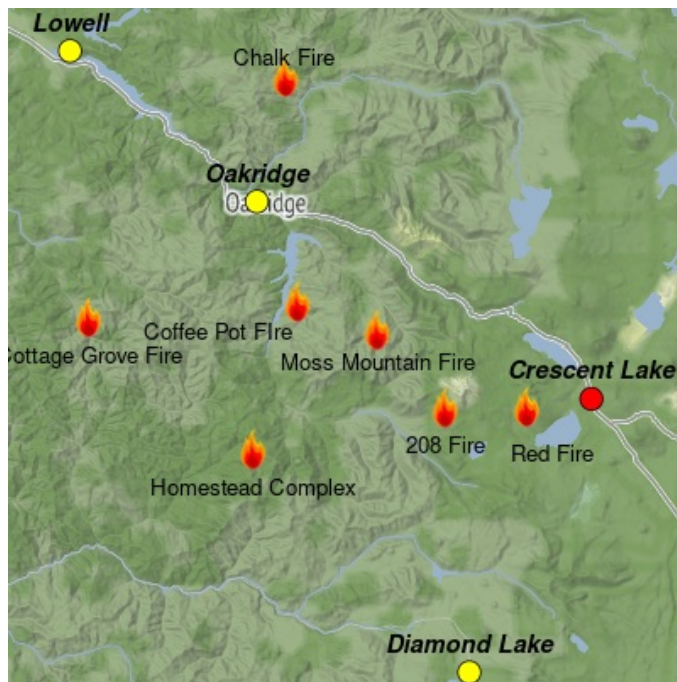 Lowell
Chalk Fire
Oakridge
Oakridge
Coffee Pot FIre
Cottage Grove Fire
Moss Mountain Fire
Crescent Lake
208 Fire
Red Fire
Homestead Complex
Diamond Lake